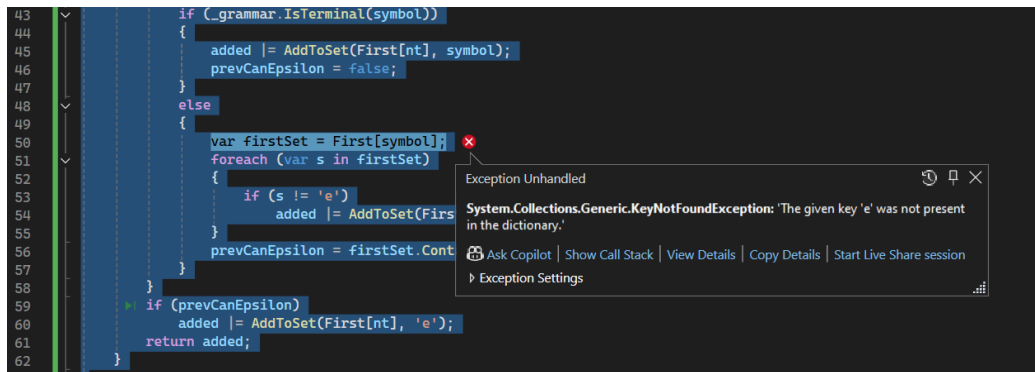 43 if (_grammar.IsTerminal(symbol))
44 {
45 added |= AddToSet(First[nt], symbol);
46 prevCanEpsilon = false;
47 }
48 else
49 {
50 var firstSet = First[symbol];
51 foreach (var s in firstSet)
52 {
53 if (s != 'e')
54 added |= AddToSet(Firs
55 }
56 prevCanEpsilon = firstSet.Cont
57 }
58 }
59 if (prevCanEpsilon)
60 added |= AddToSet(First[nt], 'e');
61 return added;
62 }
Exception Unhandled
System.Collections.Generic.KeyNotFoundException: 'The given key 'e' was not present
in the dictionary.'
Ask Copilot | Show Call Stack | View Details | Copy Details | Start Live Share session
Exception Settings